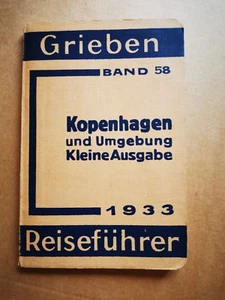 Grieben
BAND 58
Kopenhagen
und Umgebung
Kleine Ausgabe
1933
Reiseführer